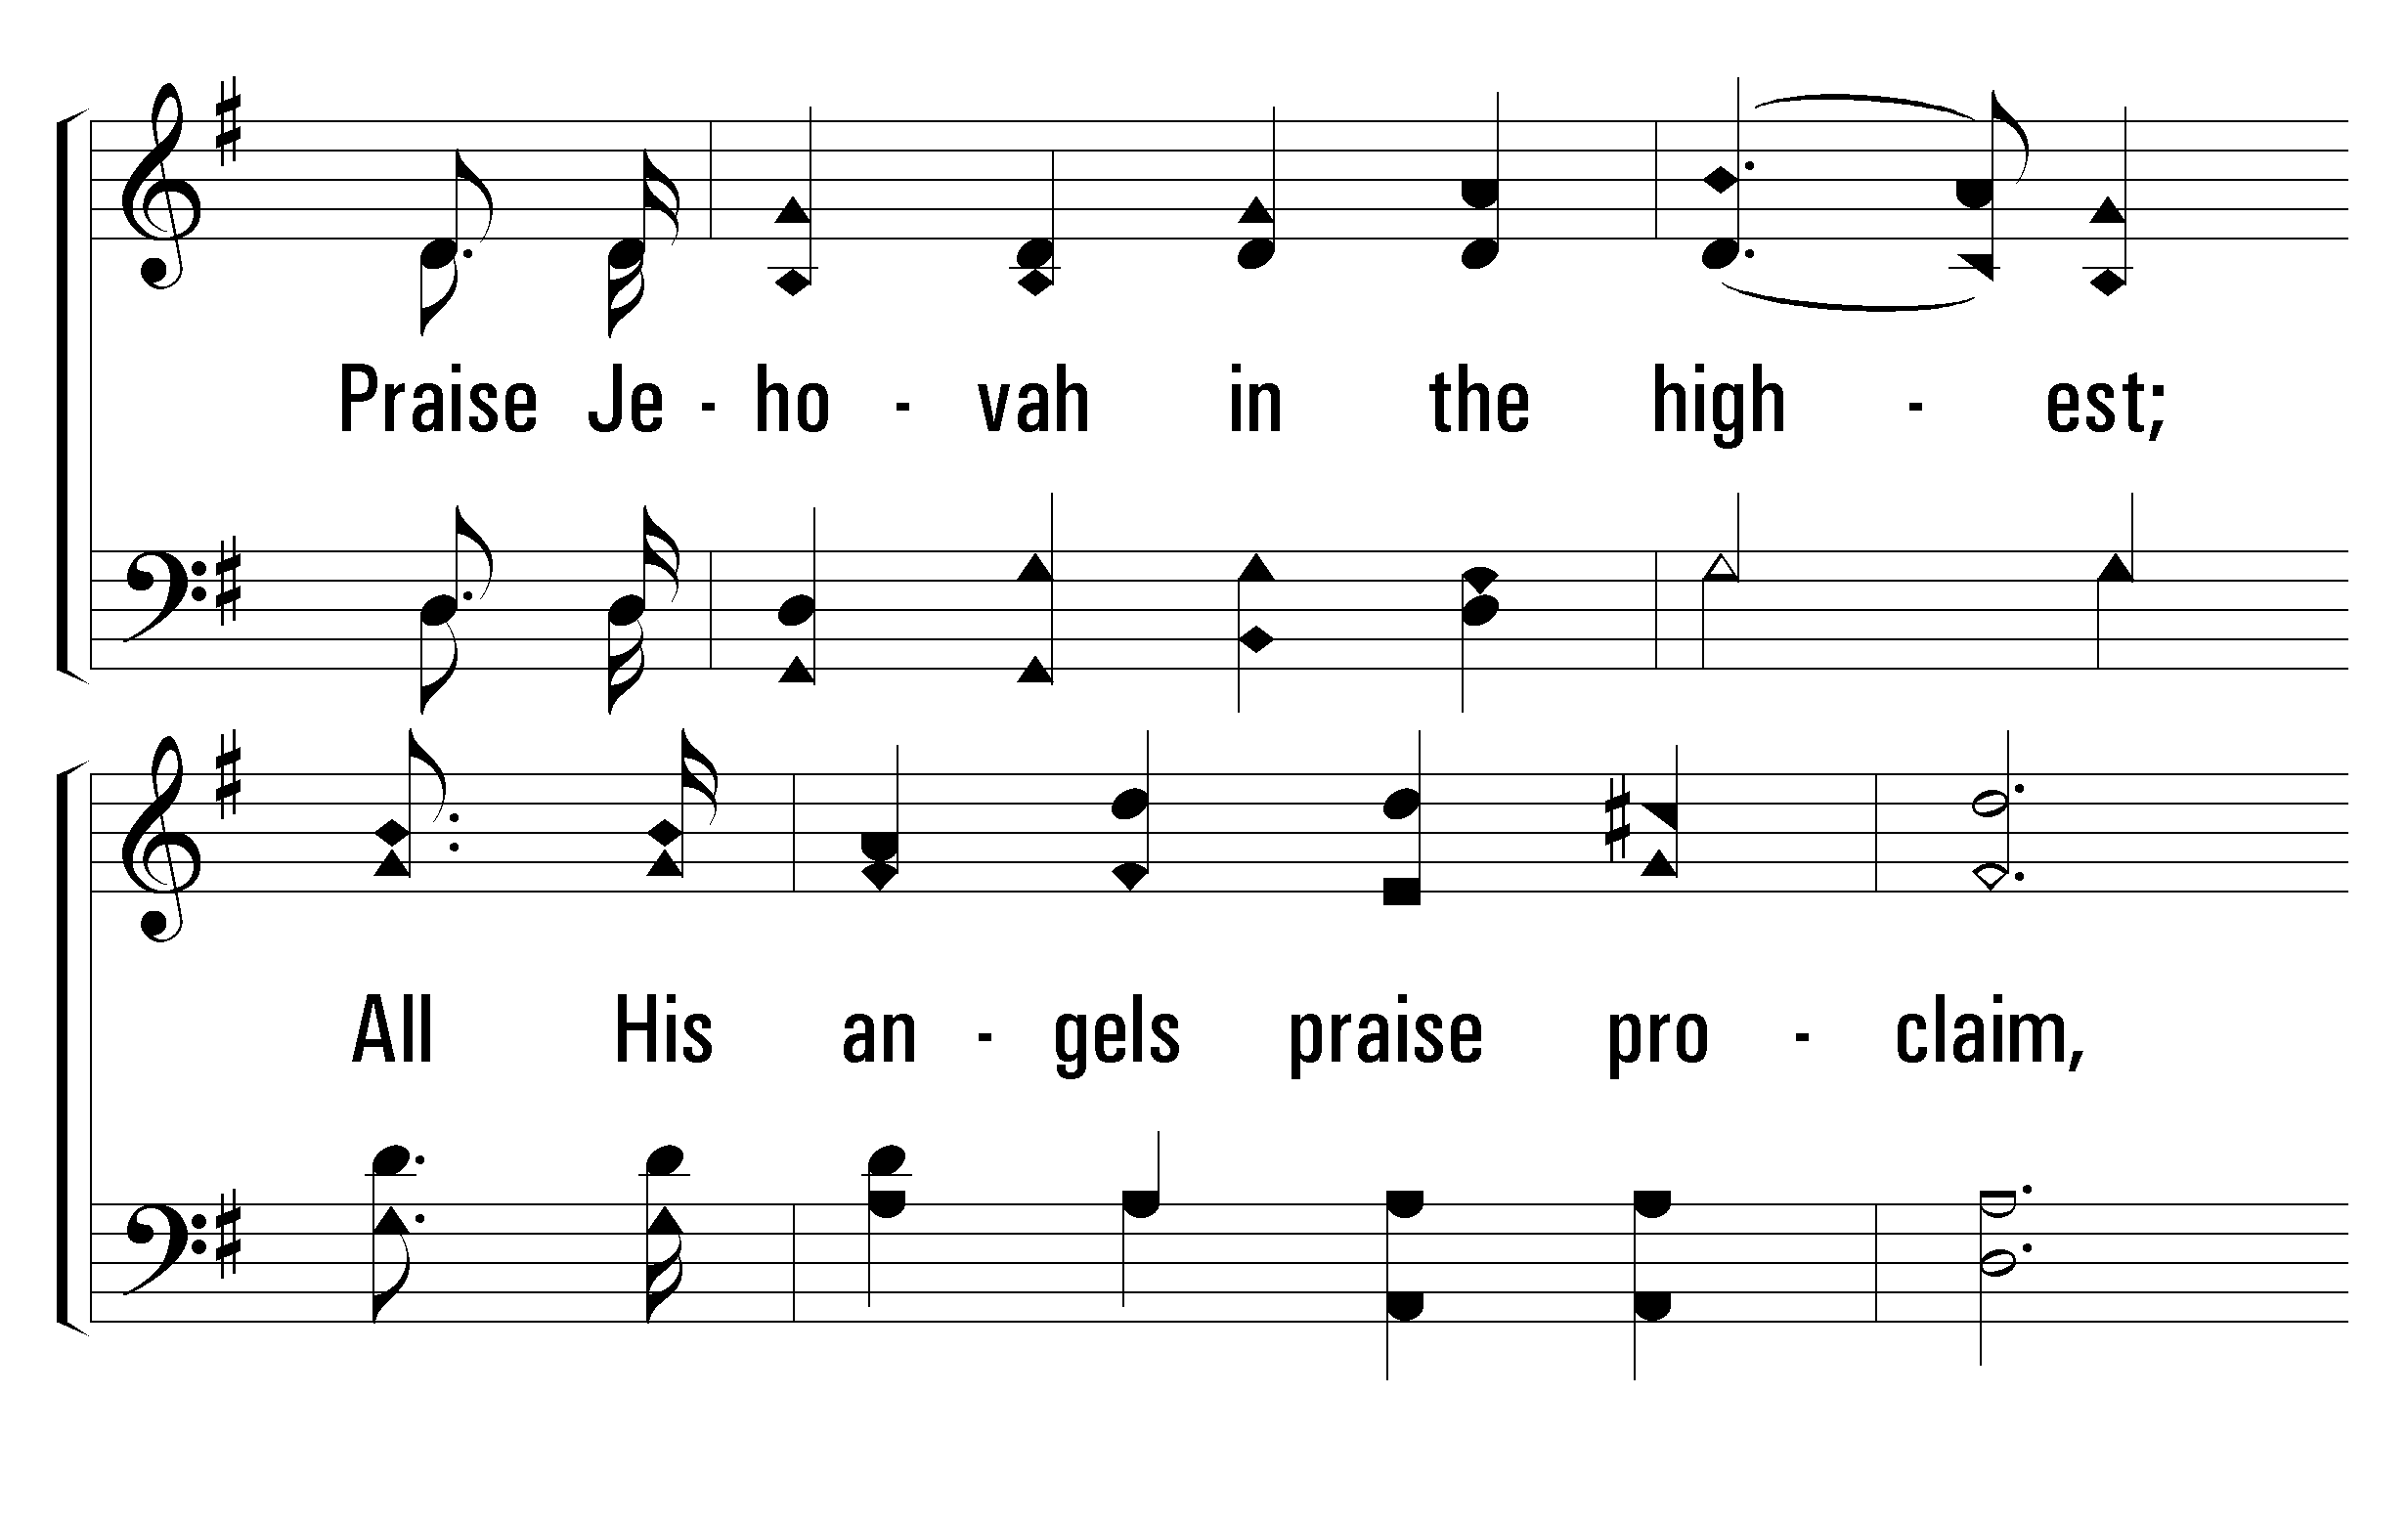 Praise Je - ho - vah in the high - est;
All His an - gels praise pro - claim,